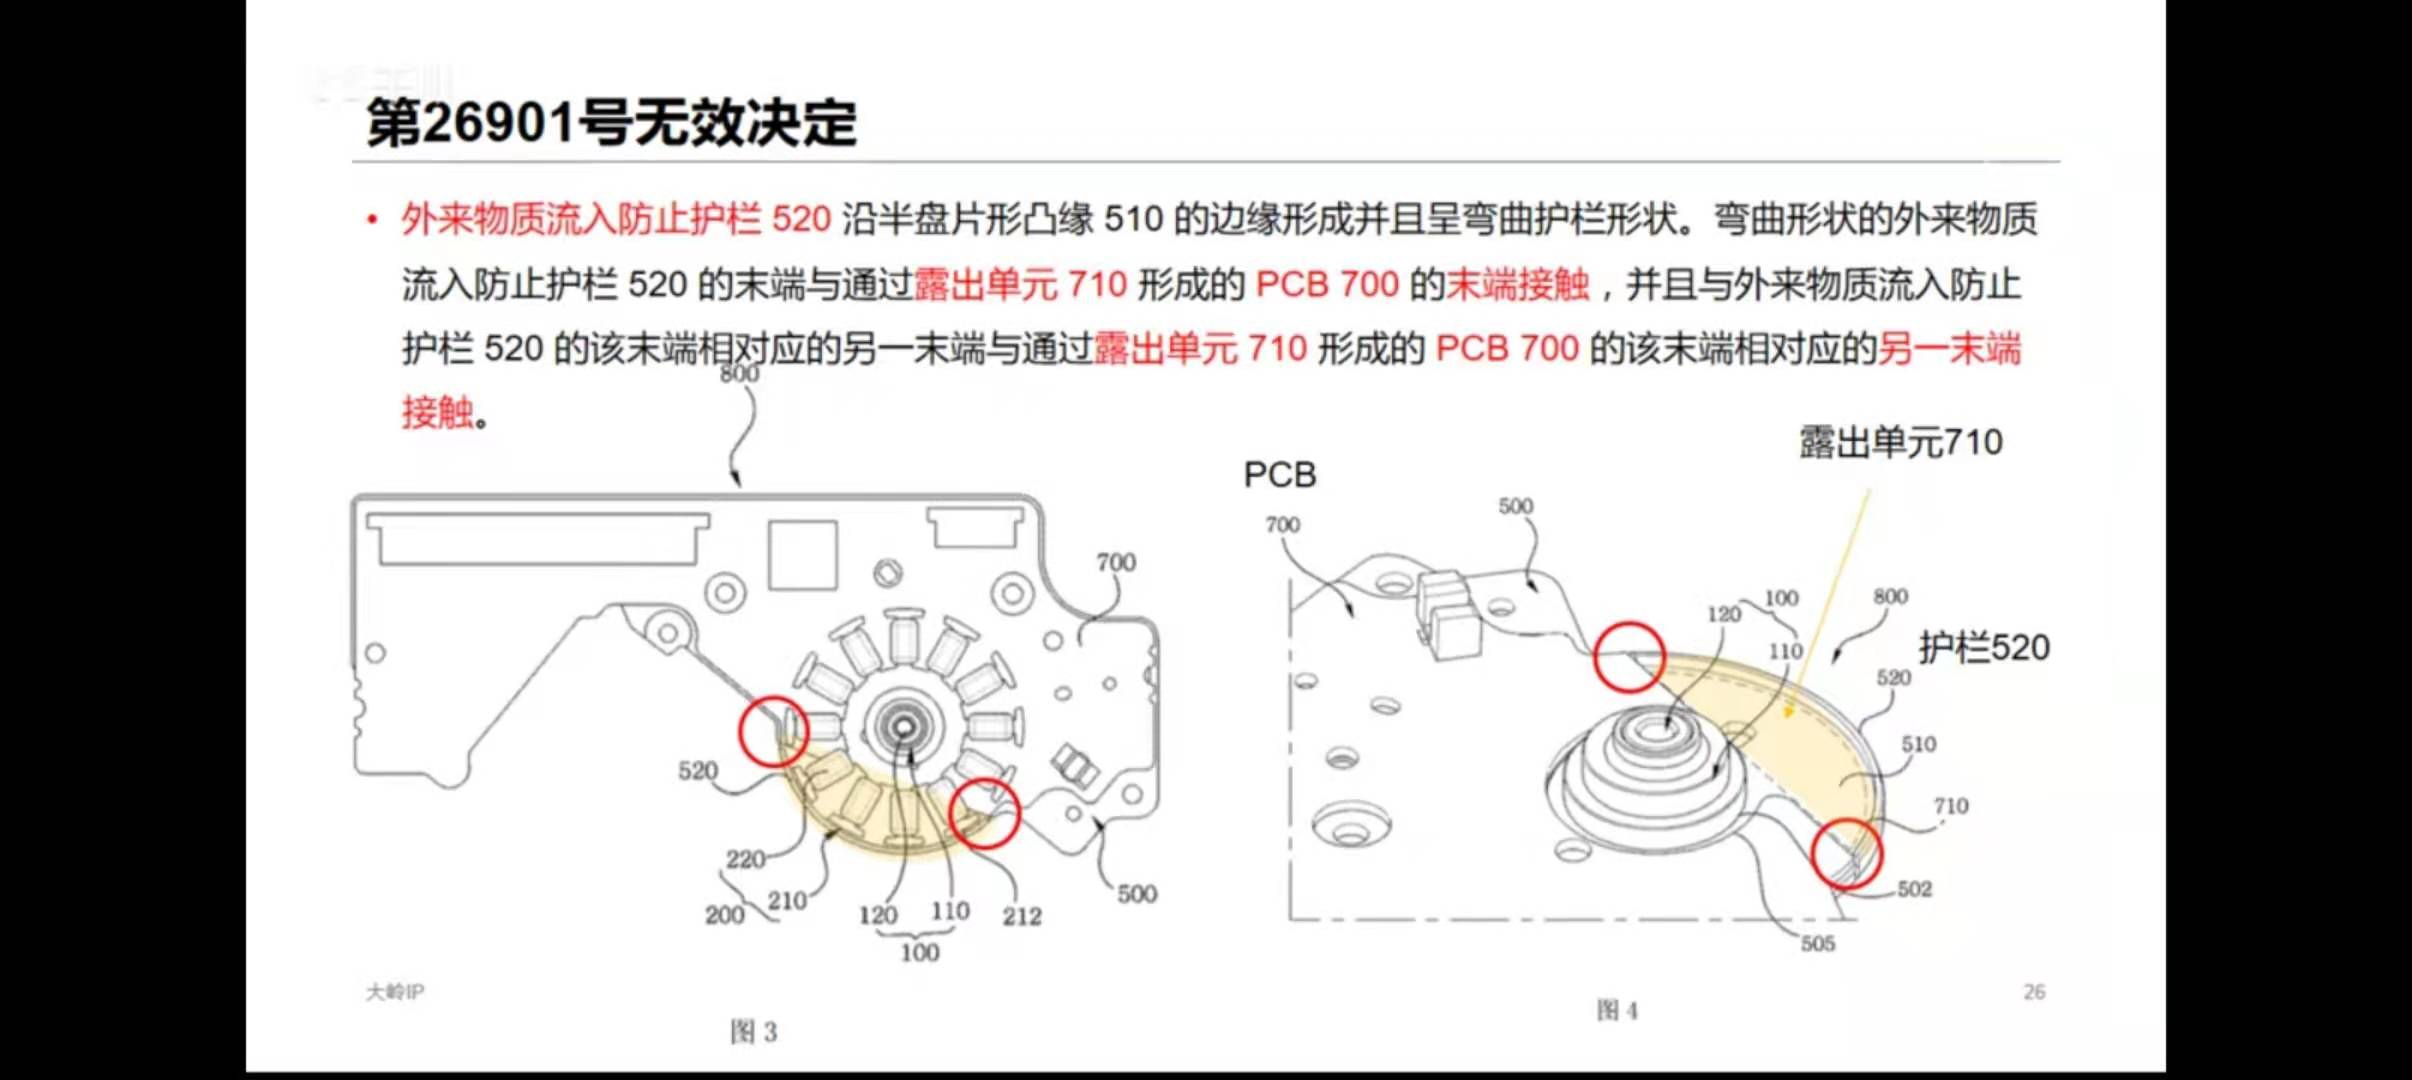 第26901号无效决定
• 外来物质流入防止护栏 520 沿半盘片形凸缘 510 的边缘形成并且呈弯曲护栏形状。弯曲形状的外来物质
流入防止护栏 520 的末端与通过露出单元 710 形成的 PCB 700 的末端接触，并且与外来物质流入防止
护栏 520 的该末端相对应的另一末端与通过露出单元 710 形成的 PCB 700 的该末端相对应的另一末端
接触。
800
700
520
220
210
200
120
110
100
212
500
图 3
露出单元710
PCB
700
500
100
120
110
800
护栏520
520
510
710
502
505
图 4
大岭IP
26